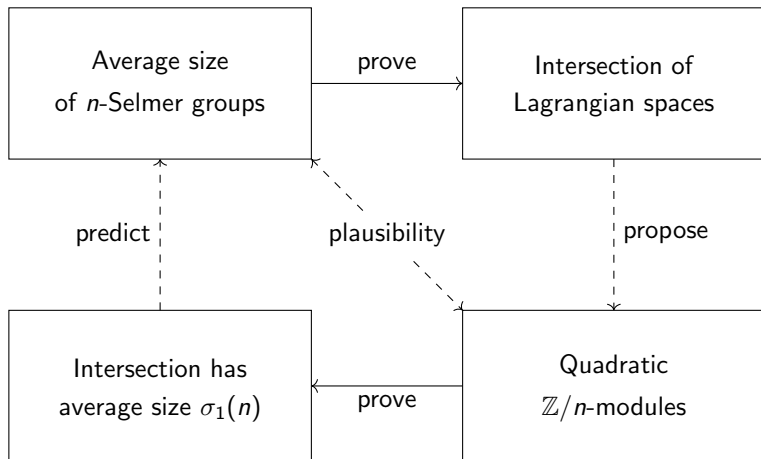 Average size
of n-Selmer groups
prove
Intersection of
Lagrangian spaces
predict
plausibility
propose
Intersection has
average size σ₁(n)
prove
Quadratic
ℤ/n-modules